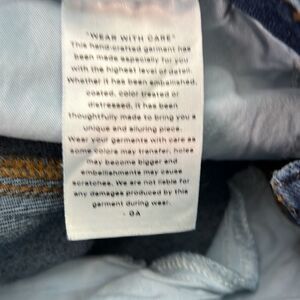 "WEAR WITH CARE"
This hand-crafted garment has
been made especially for you
with the highest level of detail.
Whether it has been embellished,
coated, color treated or
distressed, it has been
thoughtfully made to bring you a
unique and alluring piece.
Wear your garments with care as
some colors may transfer, holes
may become bigger and
embellishments may cause
scratches. We are not liable for
any damages produced by this
garment during wear.
- GA